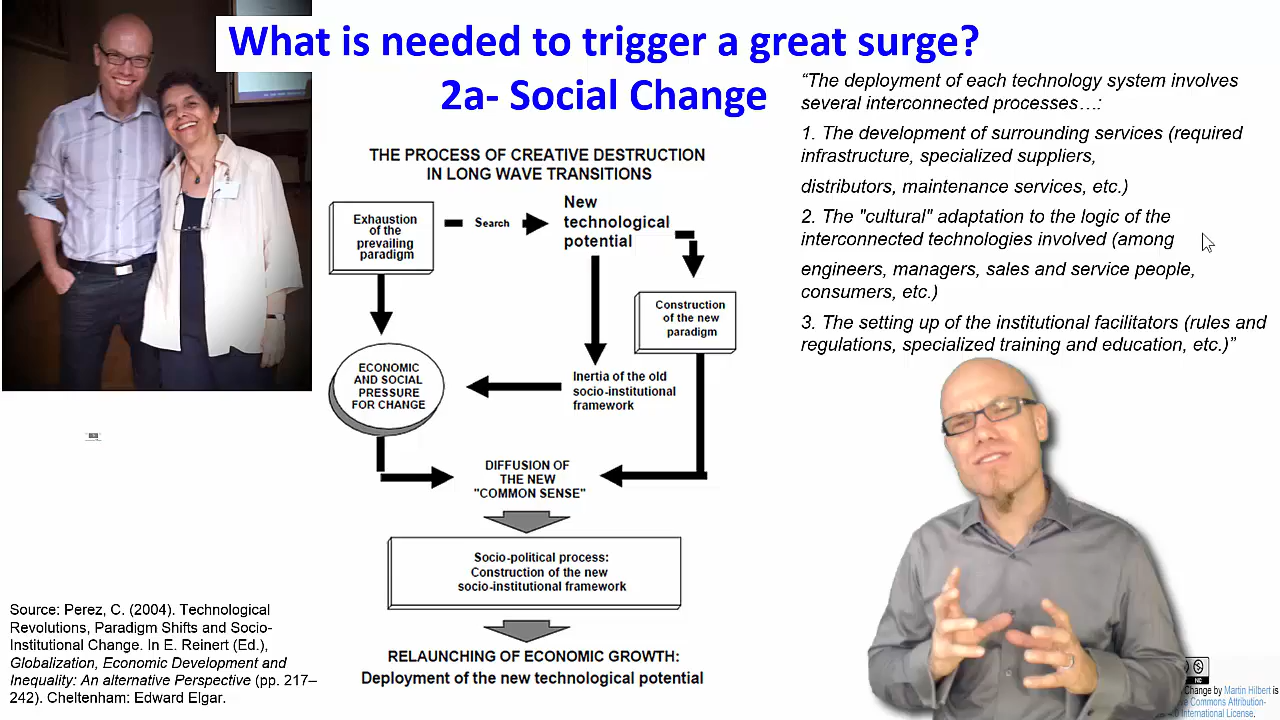 What is needed to trigger a great surge?
2a- Social Change
"The deployment of each technology system involves
several interconnected processes…:
1. The development of surrounding services (required
infrastructure, specialized suppliers,
distributors, maintenance services, etc.)
2. The "cultural" adaptation to the logic of the
interconnected technologies involved (among
engineers, managers, sales and service people,
consumers, etc.)
3. The setting up of the institutional facilitators (rules and
regulations, specialized training and education, etc.)"
THE PROCESS OF CREATIVE DESTRUCTION
IN LONG WAVE TRANSITIONS
Exhaustion
of the
prevailing
paradigm
Search
New
technological
potential
Construction
of the new
paradigm
ECONOMIC
AND SOCIAL
PRESSURE
FOR CHANGE
Inertia of the old
socio-institutional
framework
DIFFUSION OF
THE NEW
"COMMON SENSE"
Socio-political process:
Construction of the new
socio-institutional framework
RELAUNCHING OF ECONOMIC GROWTH:
Deployment of the new technological potential
Source: Perez, C. (2004). Technological
Revolutions, Paradigm Shifts and Socio-
Institutional Change. In E. Reinert (Ed.),
Globalization, Economic Development and
Inequality: An alternative Perspective (pp. 217–
242). Cheltenham: Edward Elgar.
NC
Change by Martin Hilbert is
Commons Attribution-
International License.